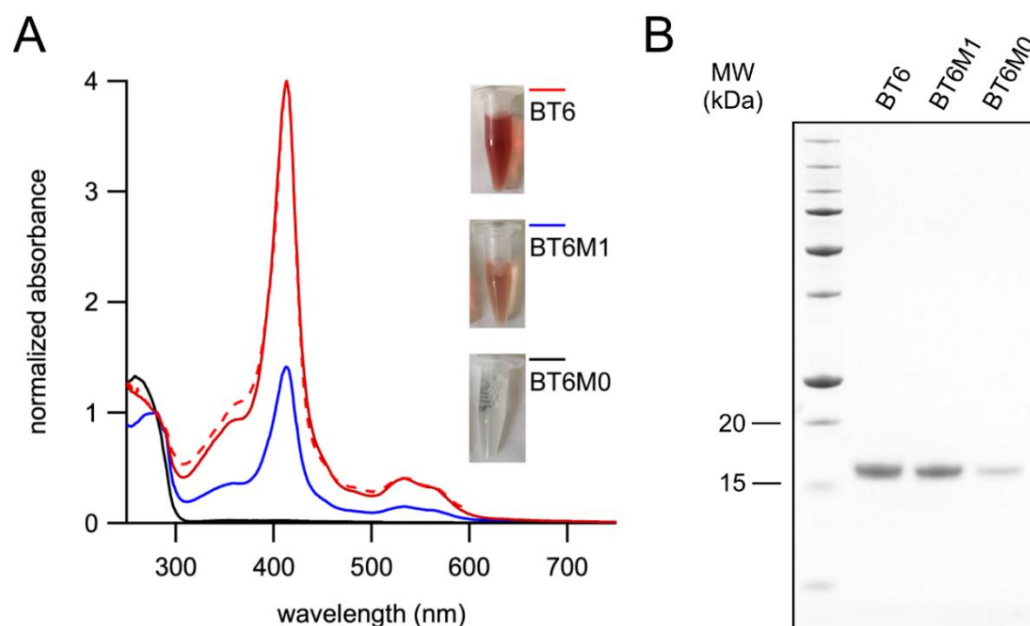 A
normalized absorbance
4
3
2
1
0
300
400
500
600
700
wavelength (nm)
BT6
BT6M1
BT6M0
B
MW
(kDa)
BT6
BT6M1
BT6M0
20
15